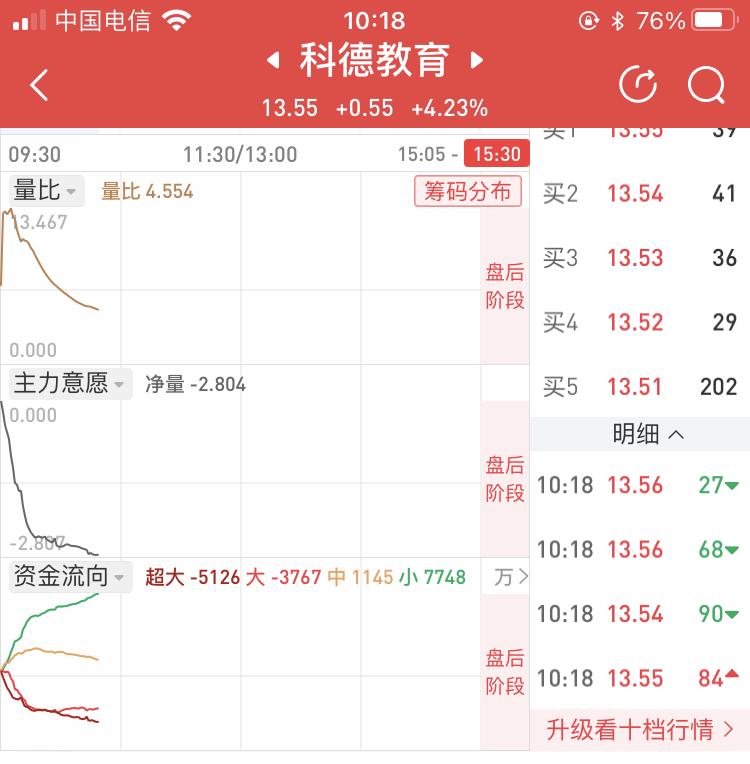 中国电信 10:18 76%
科德教育
13.55 +0.55 +4.23%
09:30 11:30/13:00 15:05 - 15:30
量比 量比 4.554 筹码分布
13.467
盘后
阶段
0.000
主力意愿 净量 -2.804
0.000
盘后
阶段
-2.807
资金流向 超大 -5126 大 -3767 中 1145 小 7748 万
盘后
阶段
买1 13.55 39
买2 13.54 41
买3 13.53 36
买4 13.52 29
买5 13.51 202
明细
10:18 13.56 27
10:18 13.56 68
10:18 13.54 90
10:18 13.55 84
升级看十档行情